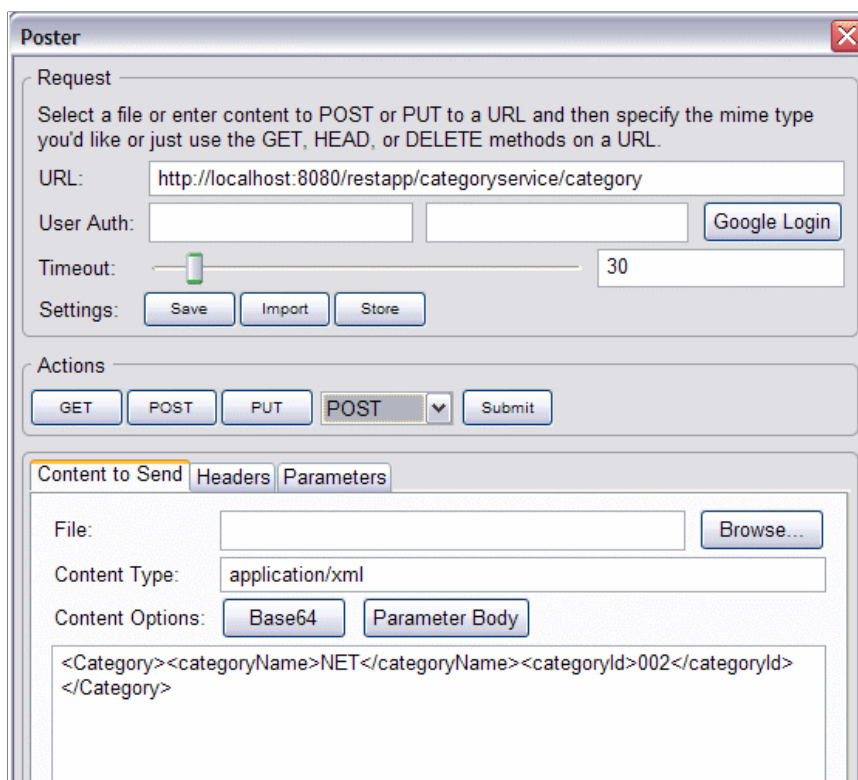 Poster
Request
Select a file or enter content to POST or PUT to a URL and then specify the mime type
you'd like or just use the GET, HEAD, or DELETE methods on a URL.
URL: http://localhost:8080/restapp/categoryservice/category
User Auth: Google Login
Timeout: 30
Settings: Save Import Store
Actions
GET POST PUT POST Submit
Content to Send Headers Parameters
File: Browse...
Content Type: application/xml
Content Options: Base64 Parameter Body
<Category><categoryName>NET</categoryName><categoryId>002</categoryId>
</Category>